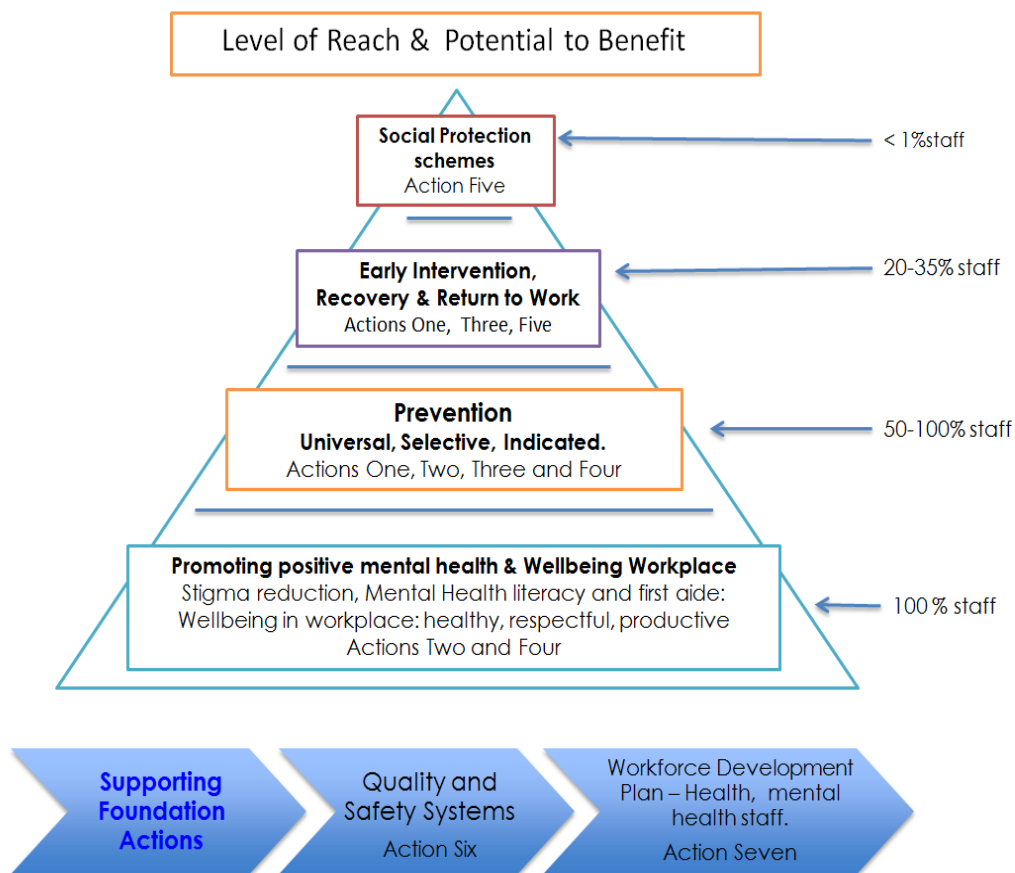 Level of Reach & Potential to Benefit
Social Protection
schemes
Action Five
< 1%staff
Early Intervention,
Recovery & Return to Work
Actions One, Three, Five
20-35% staff
Prevention
Universal, Selective, Indicated.
Actions One, Two, Three and Four
50-100% staff
Promoting positive mental health & Wellbeing Workplace
Stigma reduction, Mental Health literacy and first aide:
Wellbeing in workplace: healthy, respectful, productive
Actions Two and Four
100 % staff
Supporting
Foundation
Actions
Quality and
Safety Systems
Action Six
Workforce Development
Plan – Health, mental
health staff.
Action Seven